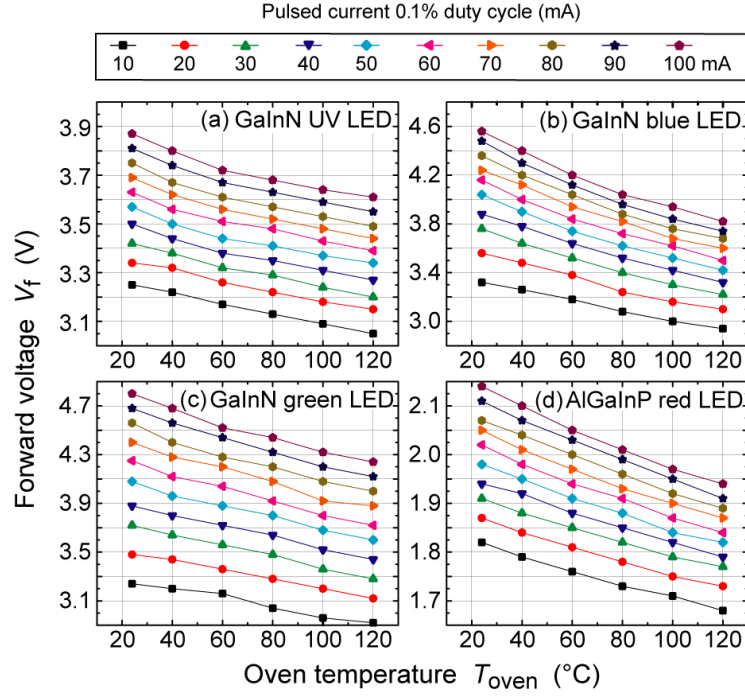 Pulsed current 0.1% duty cycle (mA)
10 20 30 40 50 60 70 80 90 100 mA
(a) GaInN UV LED
3.9
3.7
3.5
3.3
3.1
20 40 60 80 100 120
(b) GaInN blue LED
4.6
4.2
3.8
3.4
3.0
20 40 60 80 100 120
(c) GaInN green LED
4.7
4.3
3.9
3.5
3.1
20 40 60 80 100 120
(d) AlGaInP red LED
2.1
2.0
1.9
1.8
1.7
20 40 60 80 100 120
Forward voltage Vf (V)
Oven temperature Toven (°C)